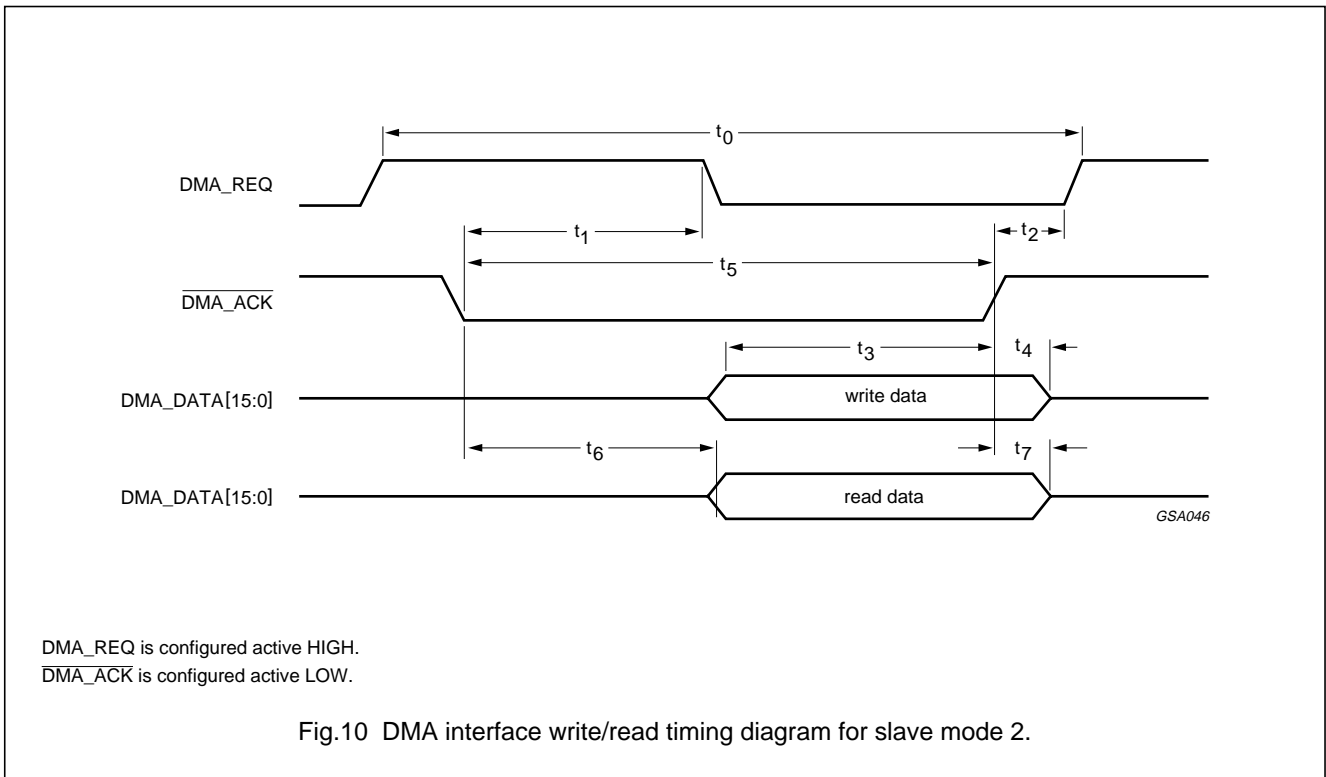 t0
DMA_REQ
t1
t2
t5
DMA_ACK
t3
t4
DMA_DATA[15:0]
write data
t6
t7
DMA_DATA[15:0]
read data
GSA046
DMA_REQ is configured active HIGH.
DMA_ACK is configured active LOW.
Fig.10 DMA interface write/read timing diagram for slave mode 2.